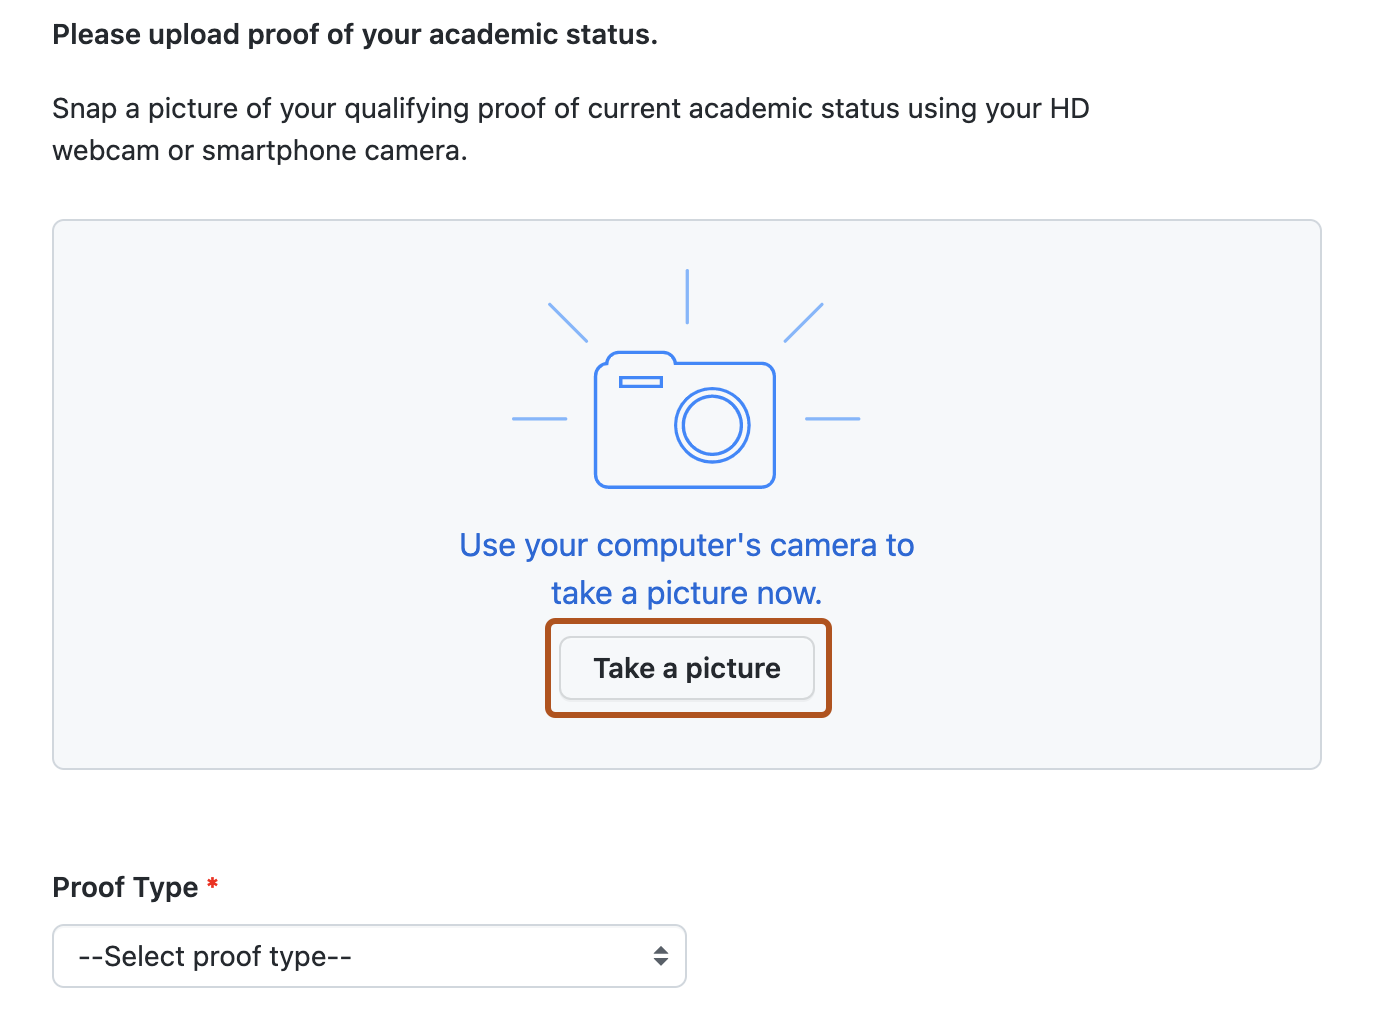 Please upload proof of your academic status.
Snap a picture of your qualifying proof of current academic status using your HD
webcam or smartphone camera.
Use your computer's camera to
take a picture now.
Take a picture
Proof Type *
--Select proof type--